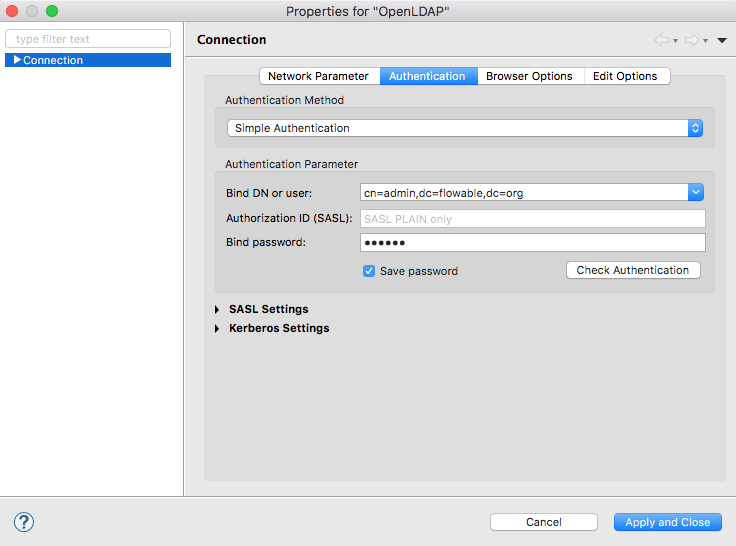 Properties for "OpenLDAP"
type filter text
Connection
Connection
Network Parameter Authentication Browser Options Edit Options
Authentication Method
Simple Authentication
Authentication Parameter
Bind DN or user: cn=admin,dc=flowable,dc=org
Authorization ID (SASL): SASL PLAIN only
Bind password: ●●●●●●
Save password Check Authentication
SASL Settings
Kerberos Settings
? Cancel Apply and Close